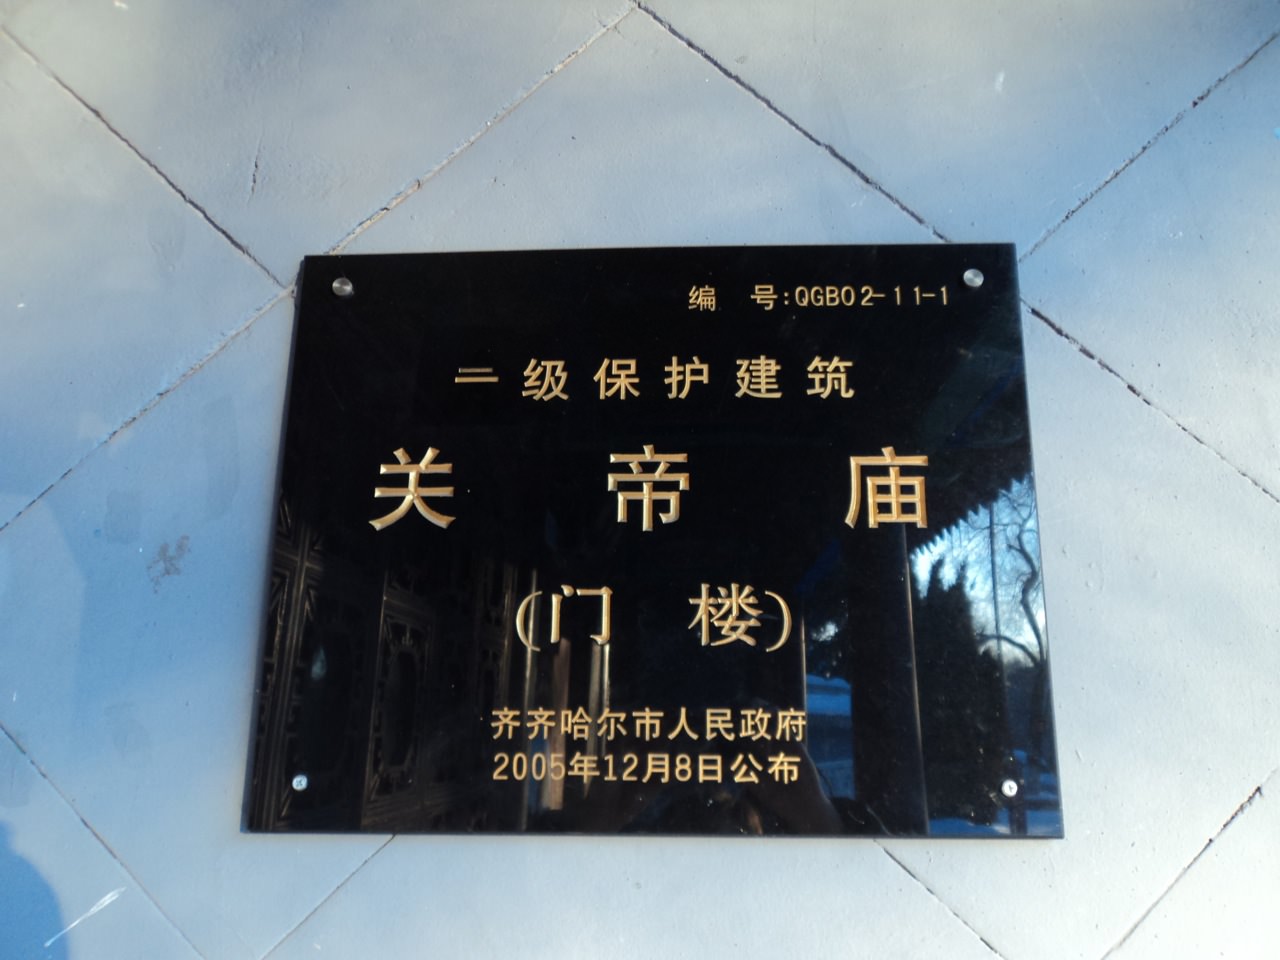 编 号:QGB02-11-1
二级保护建筑
关帝庙
(门楼)
齐齐哈尔市人民政府
2005年12月8日公布